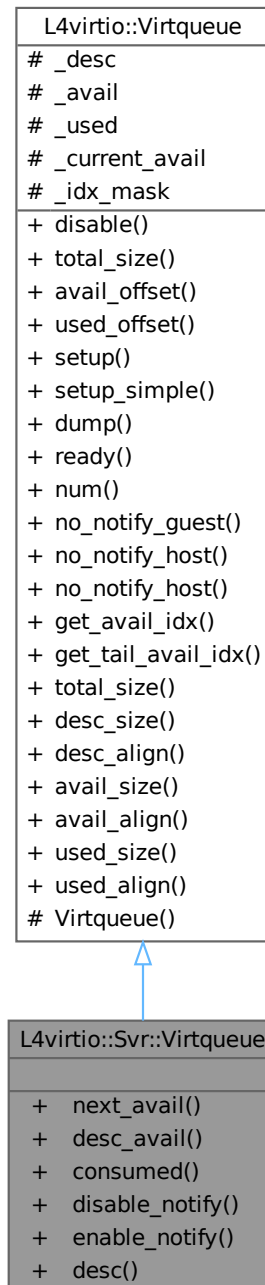 L4virtio::Virtqueue
# _desc
# _avail
# _used
# _current_avail
# _idx_mask
+ disable()
+ total_size()
+ avail_offset()
+ used_offset()
+ setup()
+ setup_simple()
+ dump()
+ ready()
+ num()
+ no_notify_guest()
+ no_notify_host()
+ no_notify_host()
+ get_avail_idx()
+ get_tail_avail_idx()
+ total_size()
+ desc_size()
+ desc_align()
+ avail_size()
+ avail_align()
+ used_size()
+ used_align()
# Virtqueue()
L4virtio::Svr::Virtqueue
+ next_avail()
+ desc_avail()
+ consumed()
+ disable_notify()
+ enable_notify()
+ desc()